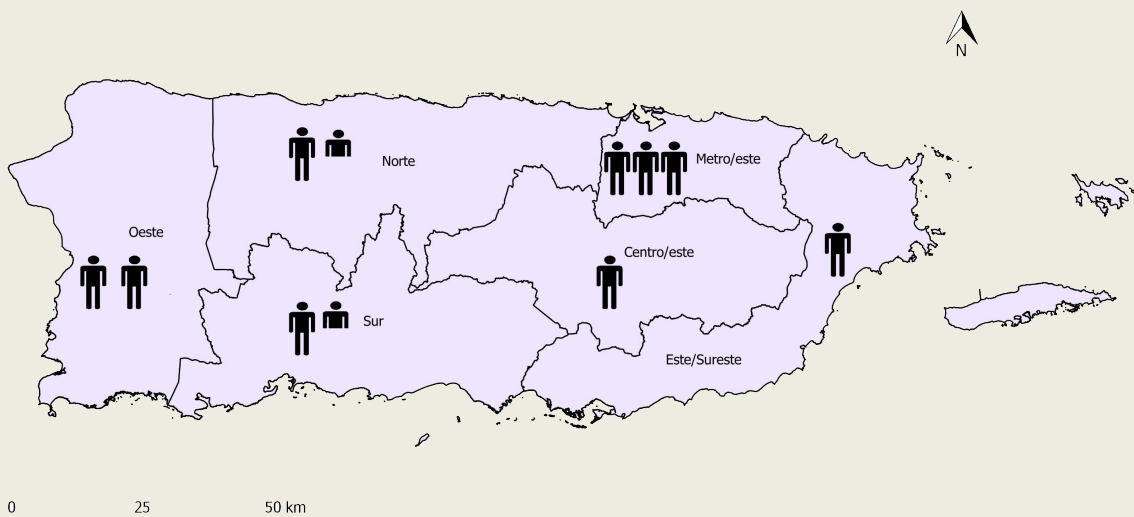 N
Norte
Metro/este
Oeste
Centro/este
Sur
Este/Sureste
0 25 50 km